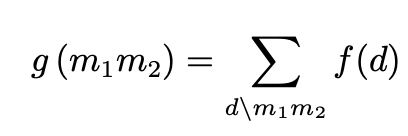 g (m₁m₂) = ∑_{d\m₁m₂} f(d)